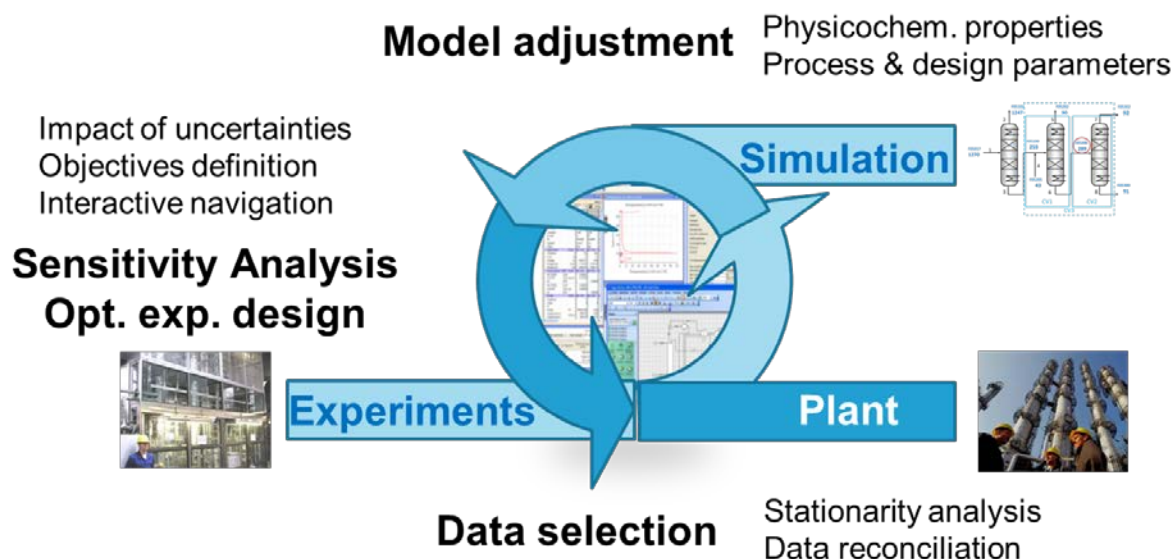 Model adjustment
Physicochem. properties
Process & design parameters
Impact of uncertainties
Objectives definition
Interactive navigation
Simulation
Sensitivity Analysis
Opt. exp. design
Experiments
Plant
Data selection
Stationarity analysis
Data reconciliation